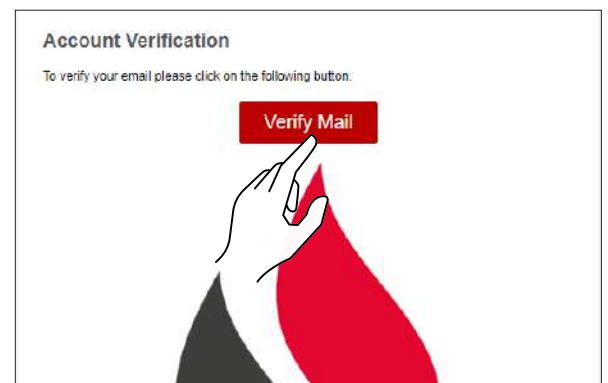 Account Verification
To verify your email please click on the following button.
Verify Mail